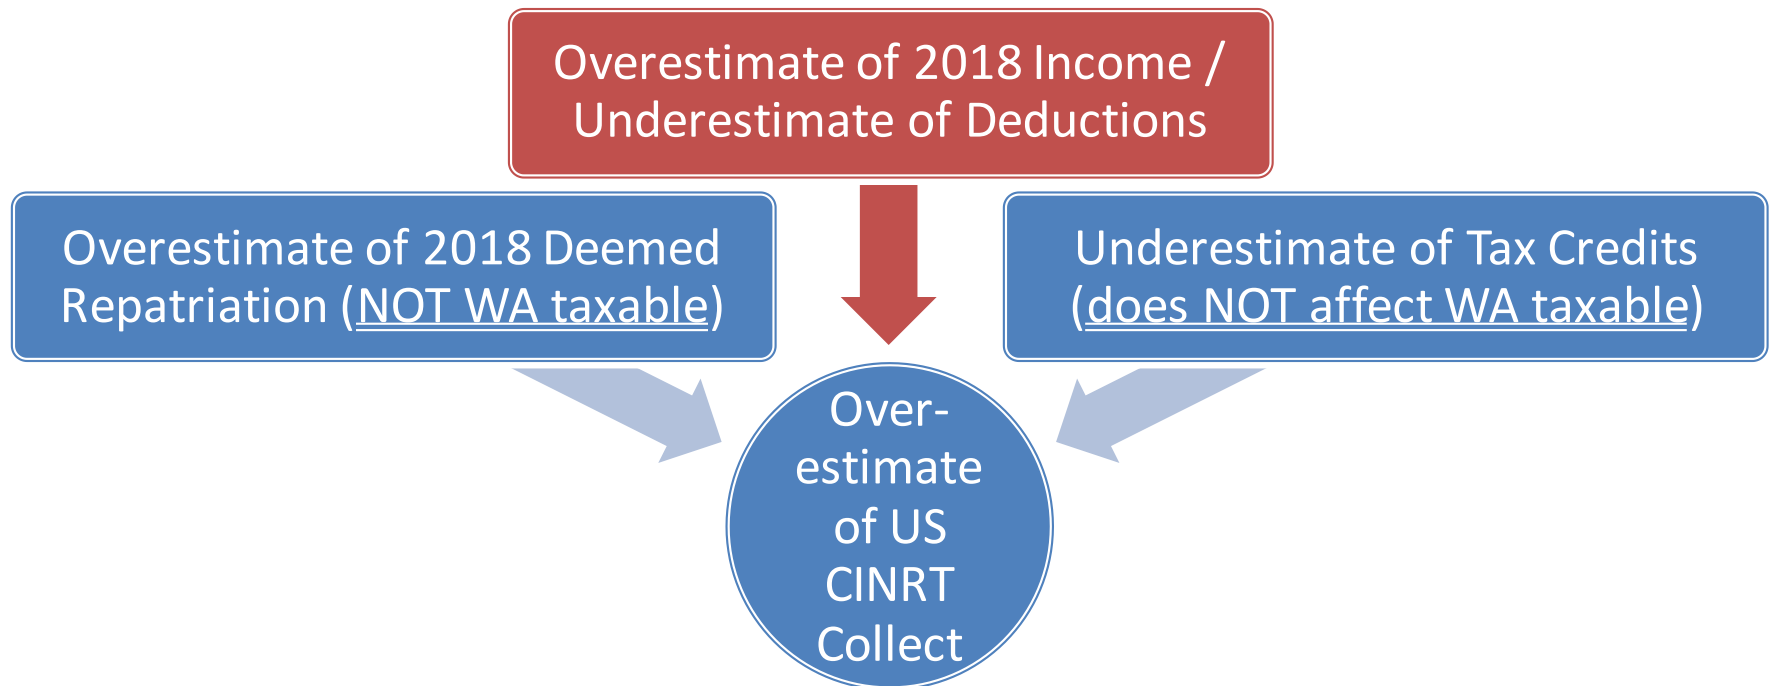 Overestimate of 2018 Income /
Underestimate of Deductions
Overestimate of 2018 Deemed
Repatriation (NOT WA taxable)
Underestimate of Tax Credits
(does NOT affect WA taxable)
Over-
estimate
of US
CINRT
Collect